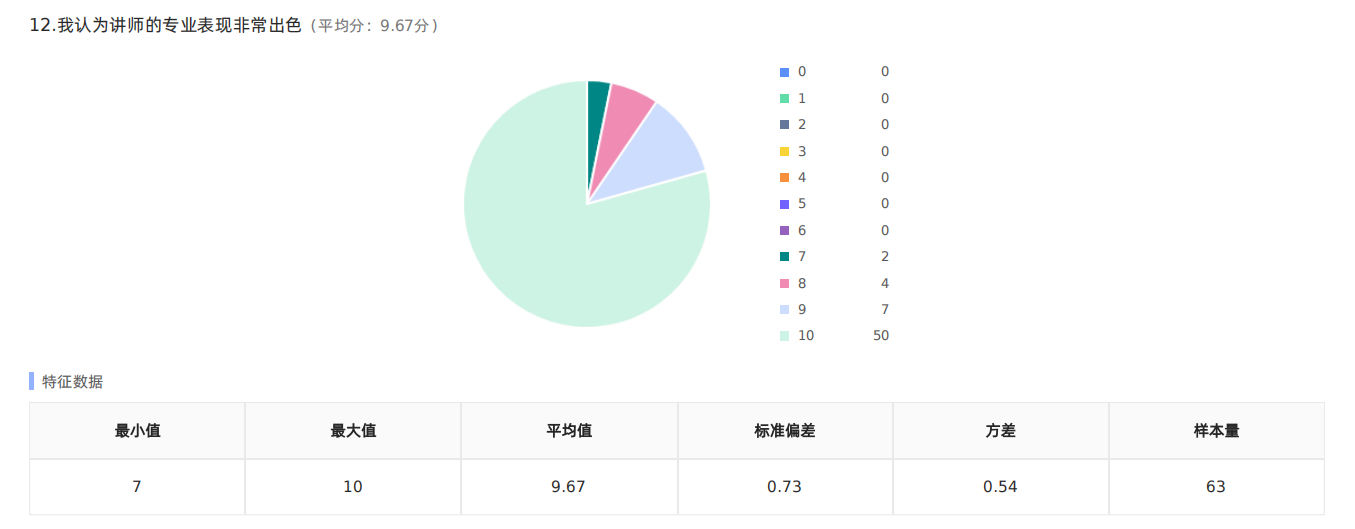 12.我认为讲师的专业表现非常出色（平均分：9.67分）
0 0
1 0
2 0
3 0
4 0
5 0
6 0
7 2
8 4
9 7
10 50
特征数据
最小值 最大值 平均值 标准偏差 方差 样本量
7 10 9.67 0.73 0.54 63